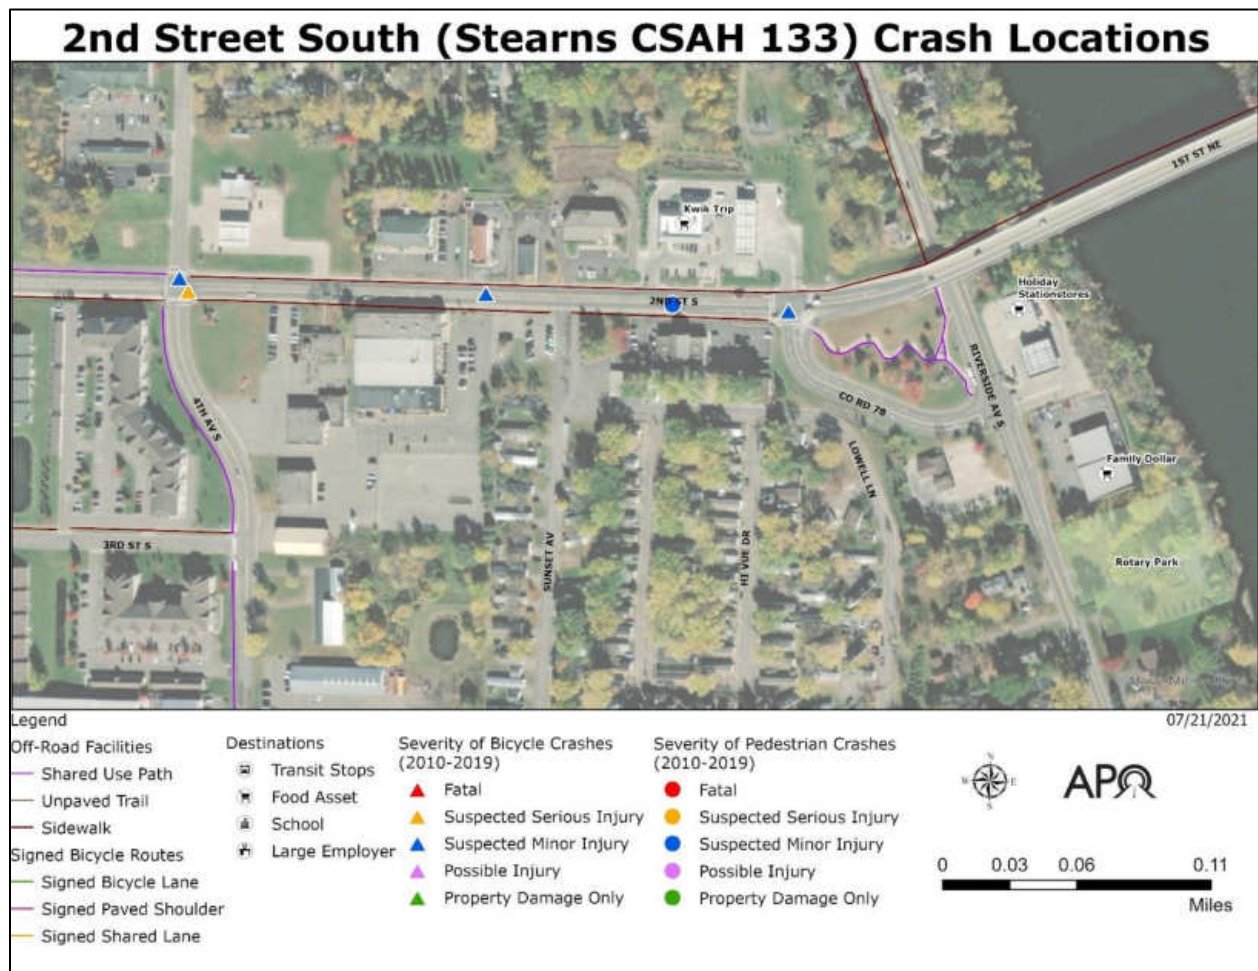 2nd Street South (Stearns CSAH 133) Crash Locations
1ST ST NE
Kwik Trip
2ND ST S
Holiday
Stationstores
RIVERSIDE AV S
CO RD 78
4TH AV S
LOWELL LN
Family Dollar
3RD ST S
SUNSET AV
HI VUE DR
Rotary Park
07/21/2021
Legend
Off-Road Facilities
Shared Use Path
Unpaved Trail
Sidewalk
Signed Bicycle Routes
Signed Bicycle Lane
Signed Paved Shoulder
Signed Shared Lane
Destinations
Transit Stops
Food Asset
School
Large Employer
Severity of Bicycle Crashes
(2010-2019)
Fatal
Suspected Serious Injury
Suspected Minor Injury
Possible Injury
Property Damage Only
Severity of Pedestrian Crashes
(2010-2019)
Fatal
Suspected Serious Injury
Suspected Minor Injury
Possible Injury
Property Damage Only
N
W E
S
APO
0 0.03 0.06 0.11
Miles